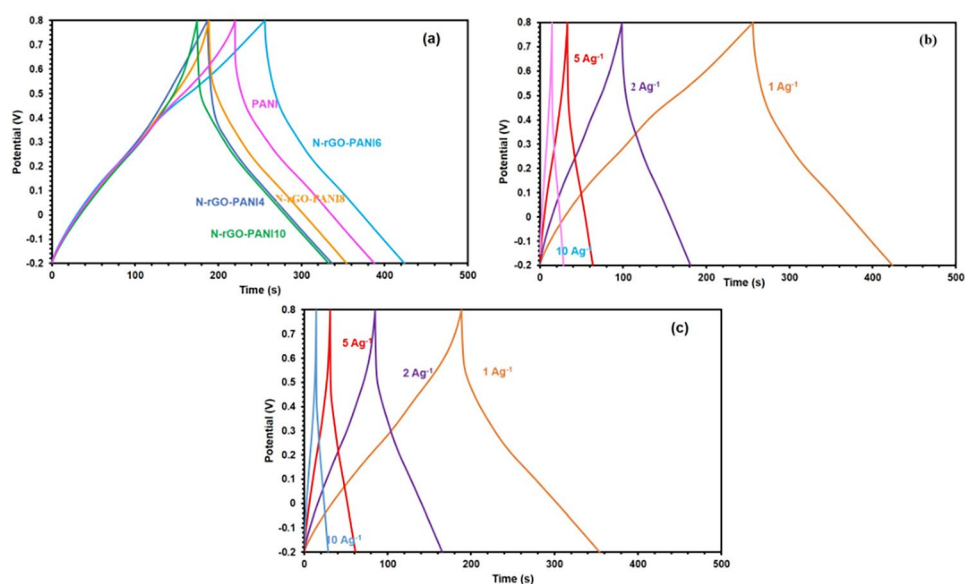 (a)
0.8
0.7
0.6
0.5
0.4
0.3
0.2
0.1
0
-0.1
-0.2
Potential (V)
PANI
N-rGO-PANI6
N-rGO-PANI4
N-rGO-PANI8
N-rGO-PANI10
0 100 200 300 400 500
Time (s)
(b)
0.8
0.7
0.6
0.5
0.4
0.3
0.2
0.1
0
-0.1
-0.2
Potential (V)
5 Ag⁻¹
2 Ag⁻¹
1 Ag⁻¹
10 Ag⁻¹
0 100 200 300 400 500
Time (s)
(c)
0.8
0.7
0.6
0.5
0.4
0.3
0.2
0.1
0
-0.1
-0.2
Potential (V)
5 Ag⁻¹
2 Ag⁻¹
1 Ag⁻¹
10 Ag⁻¹
0 100 200 300 400 500
Time (s)